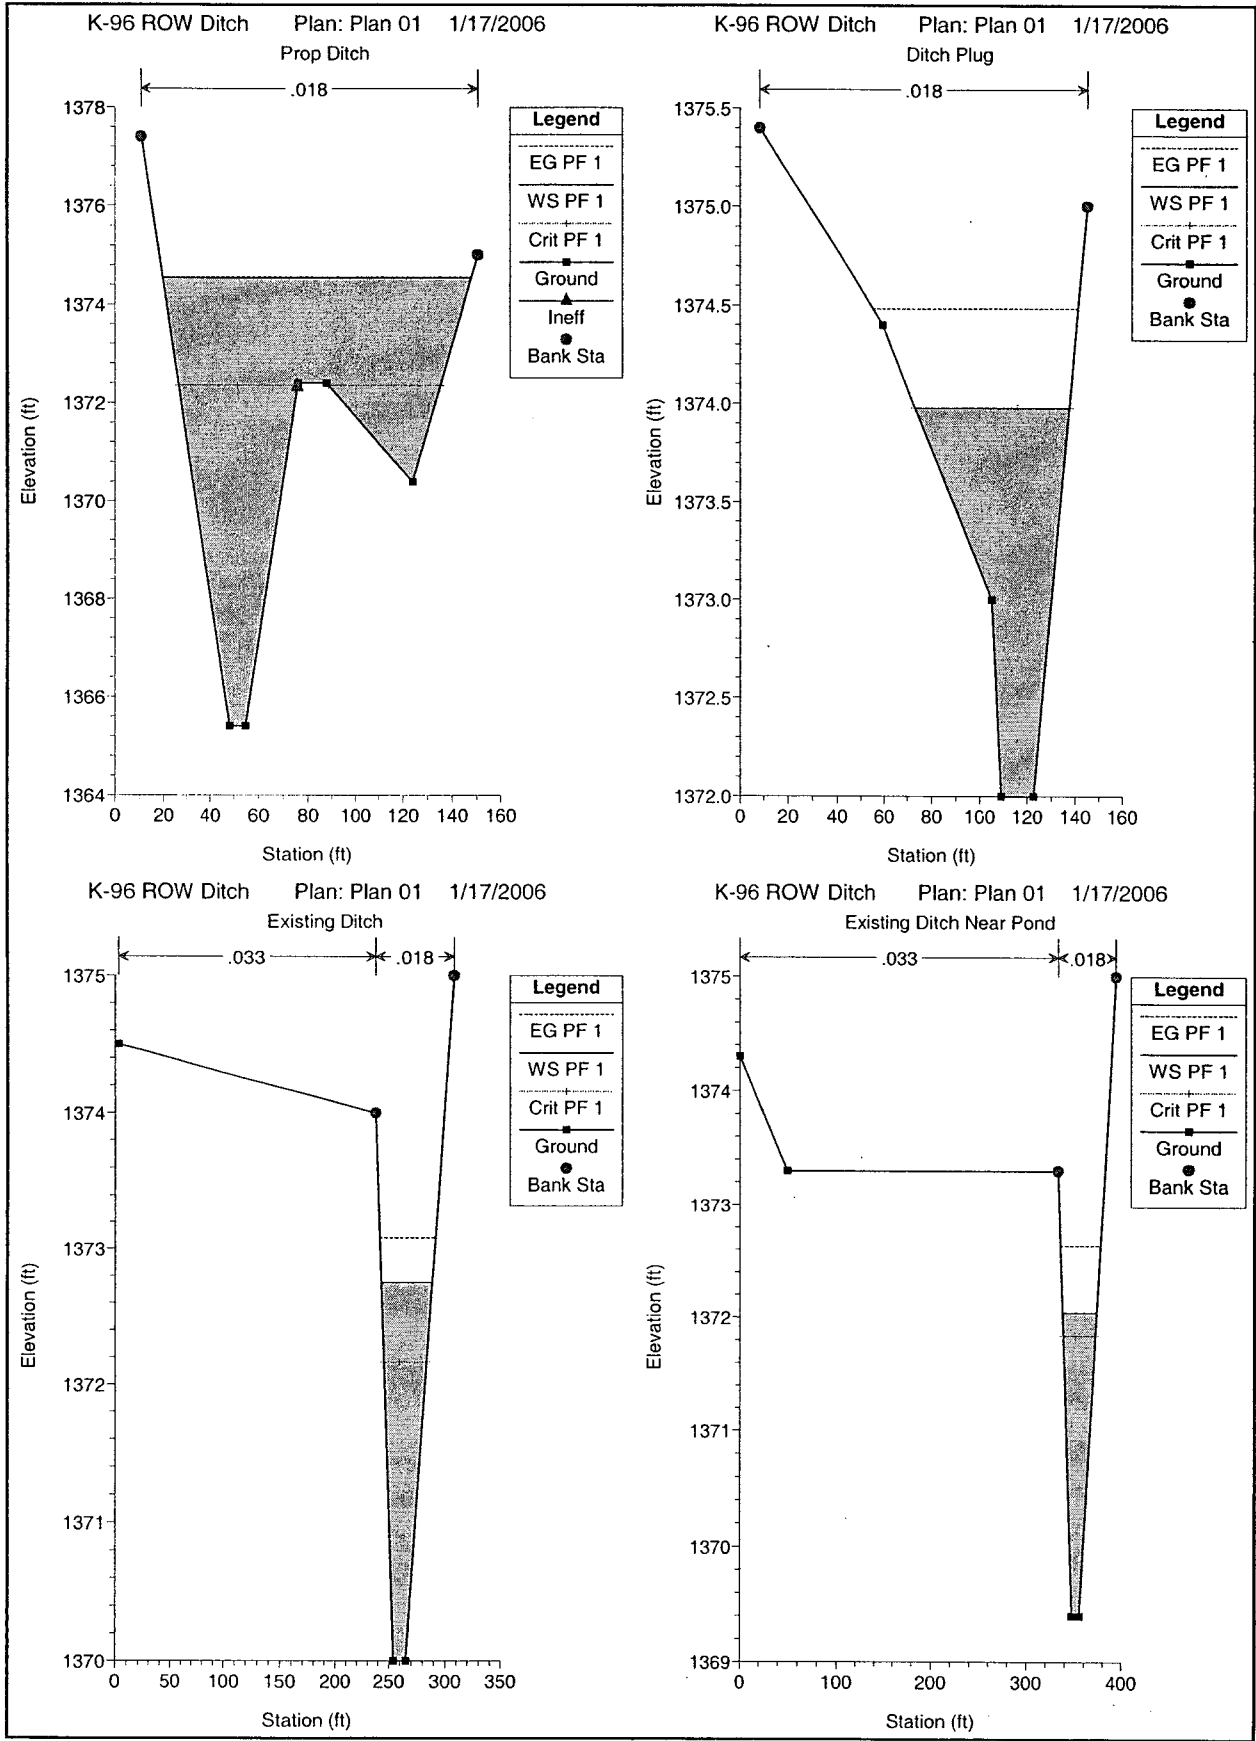 K-96 ROW Ditch Plan: Plan 01 1/17/2006
Prop Ditch
.018
1378
1376
1374
1372
1370
1368
1366
1364
0 20 40 60 80 100 120 140 160
Elevation (ft)
Station (ft)
Legend
EG PF 1
WS PF 1
Crit PF 1
Ground
Ineff
Bank Sta
K-96 ROW Ditch Plan: Plan 01 1/17/2006
Ditch Plug
.018
1375.5
1375.0
1374.5
1374.0
1373.5
1373.0
1372.5
1372.0
0 20 40 60 80 100 120 140 160
Elevation (ft)
Station (ft)
Legend
EG PF 1
WS PF 1
Crit PF 1
Ground
Bank Sta
K-96 ROW Ditch Plan: Plan 01 1/17/2006
Existing Ditch
.033 .018
1375
1374
1373
1372
1371
1370
0 50 100 150 200 250 300 350
Elevation (ft)
Station (ft)
Legend
EG PF 1
WS PF 1
Crit PF 1
Ground
Bank Sta
K-96 ROW Ditch Plan: Plan 01 1/17/2006
Existing Ditch Near Pond
.033 .018
1375
1374
1373
1372
1371
1370
1369
0 100 200 300 400
Elevation (ft)
Station (ft)
Legend
EG PF 1
WS PF 1
Crit PF 1
Ground
Bank Sta